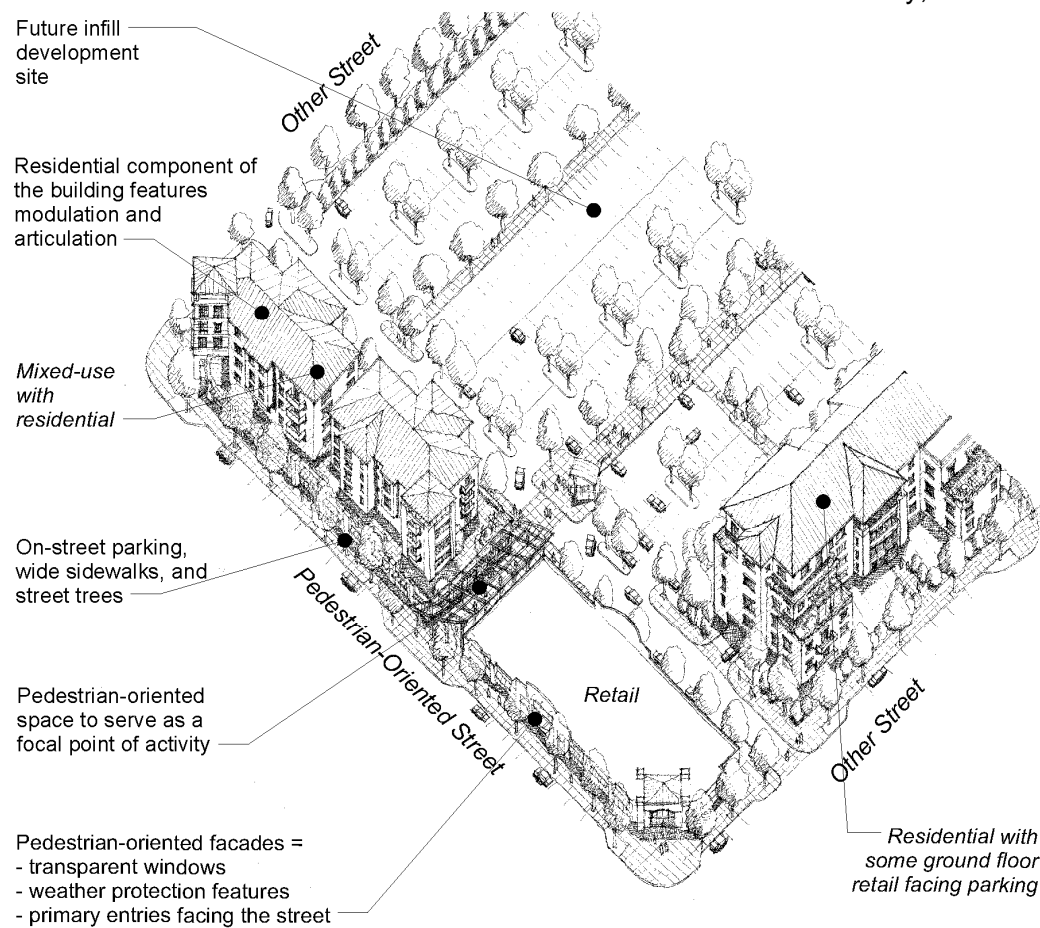 Future infill
development
site
Other Street
Residential component of
the building features
modulation and
articulation
Mixed-use
with
residential
On-street parking,
wide sidewalks, and
street trees
Pedestrian-Oriented Street
Retail
Pedestrian-oriented
space to serve as a
focal point of activity
Other Street
Pedestrian-oriented facades =
- transparent windows
- weather protection features
- primary entries facing the street
Residential with
some ground floor
retail facing parking